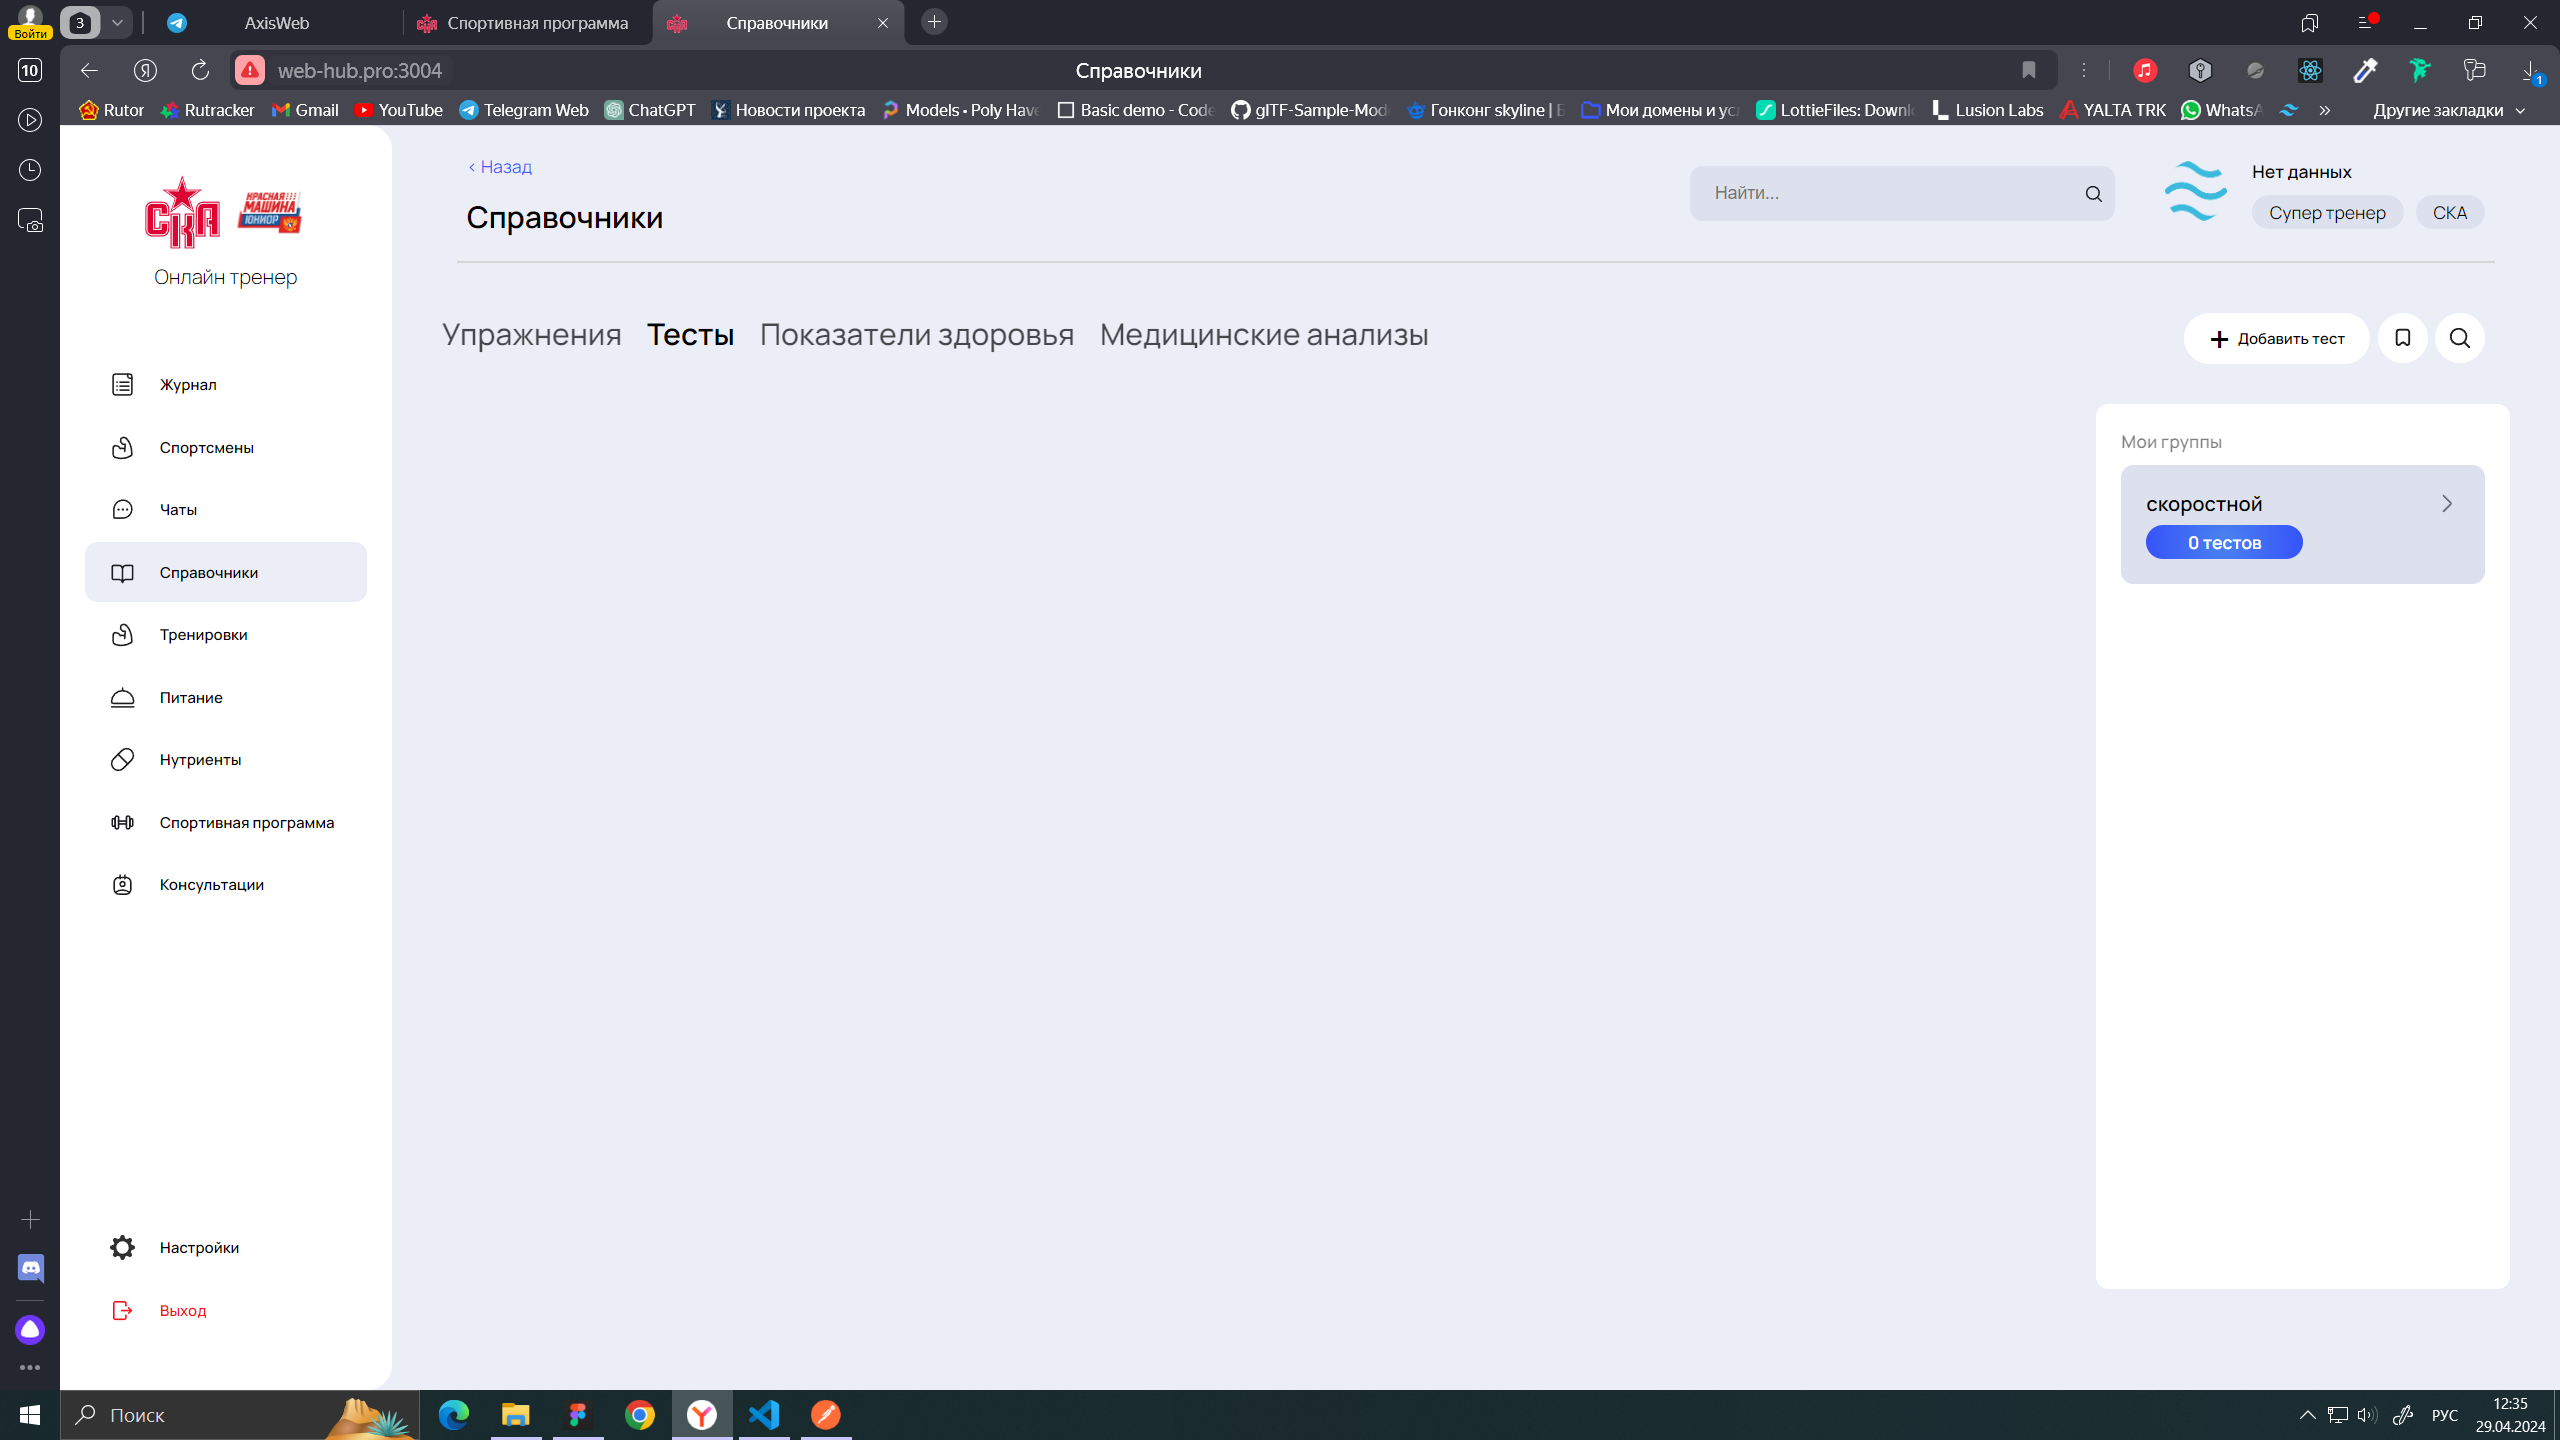 Войти
3
AxisWeb
Спортивная программа
Справочники
10
web-hub.pro:3004
Справочники
1
Rutor
Rutracker
Gmail
YouTube
Telegram Web
ChatGPT
Новости проекта
Models • Poly Have
Basic demo - Code
glTF-Sample-Mod
Гонконг skyline |
Мои домены и ус
LottieFiles: Downl
Lusion Labs
YALTA TRK
WhatsA
»
Другие закладки
СКА
КРАСНАЯ
МАШИНА
ЮНИОР
Онлайн тренер
Журнал
Спортсмены
Чаты
Справочники
Тренировки
Питание
Нутриенты
Спортивная программа
Консультации
Настройки
Выход
‹ Назад
Справочники
Найти...
Нет данных
Супер тренер
СКА
Упражнения
Тесты
Показатели здоровья
Медицинские анализы
+ Добавить тест
Мои группы
скоростной
0 тестов
Поиск
РУС
12:35
29.04.2024